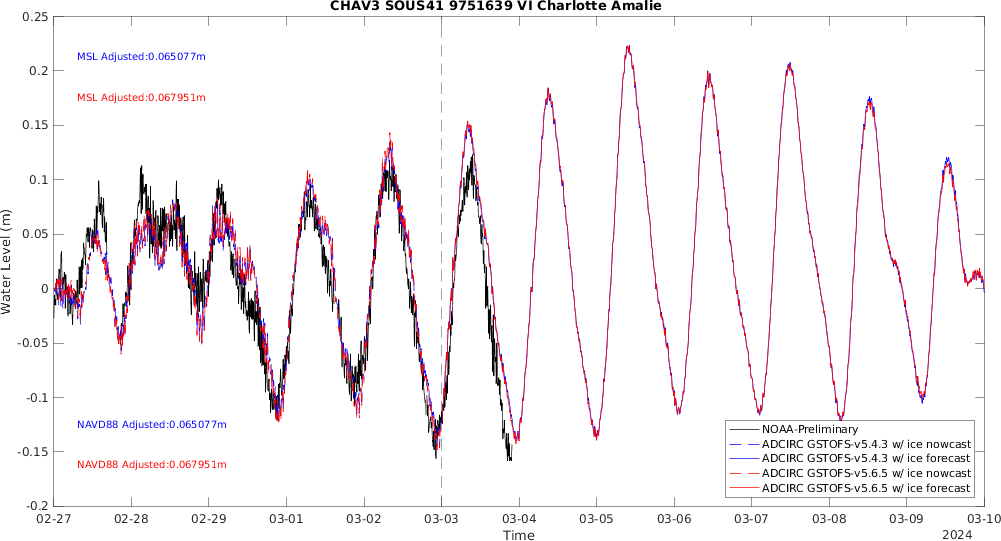 CHAV3 SOUS41 9751639 VI Charlotte Amalie
0.25
0.2
0.15
0.1
0.05
0
-0.05
-0.1
-0.15
-0.2
Water Level (m)
MSL Adjusted:0.065077m
MSL Adjusted:0.067951m
NAVD88 Adjusted:0.065077m
NAVD88 Adjusted:0.067951m
NOAA-Preliminary
ADCIRC GSTOFS-v5.4.3 w/ ice nowcast
ADCIRC GSTOFS-v5.4.3 w/ ice forecast
ADCIRC GSTOFS-v5.6.5 w/ ice nowcast
ADCIRC GSTOFS-v5.6.5 w/ ice forecast
02-27 02-28 02-29 03-01 03-02 03-03 03-04 03-05 03-06 03-07 03-08 03-09 03-10
Time
2024